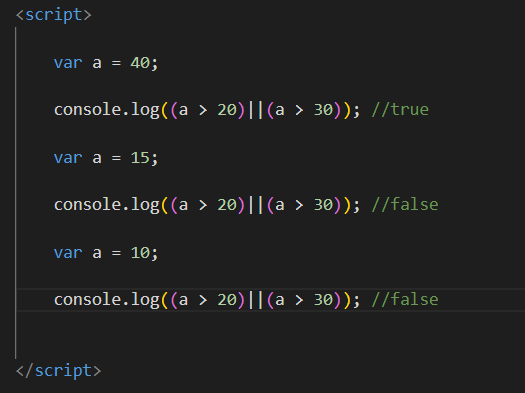 <script>
var a = 40;
console.log((a > 20)||(a > 30)); //true
var a = 15;
console.log((a > 20)||(a > 30)); //false
var a = 10;
console.log((a > 20)||(a > 30)); //false
</script>